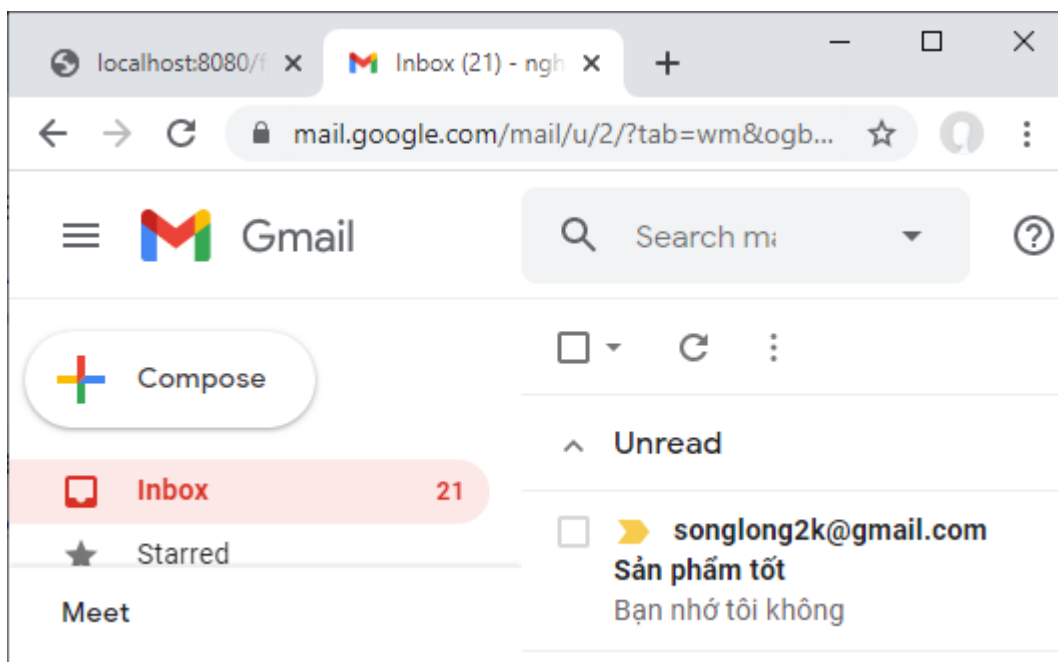 localhost:8080/f
Inbox (21) - ngh
mail.google.com/mail/u/2/?tab=wm&ogb...
Gmail
Search ma
Compose
Unread
Inbox 21
songlong2k@gmail.com
Starred
Sản phẩm tốt
Meet
Bạn nhớ tôi không